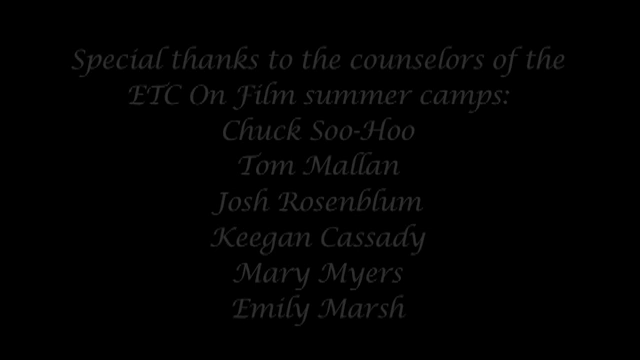 Special thanks to the counselors of the
ETC On Film summer camps:
Chuck Soo-Hoo
Tom Mallan
Josh Rosenblum
Keegan Cassady
Mary Myers
Emily Marsh